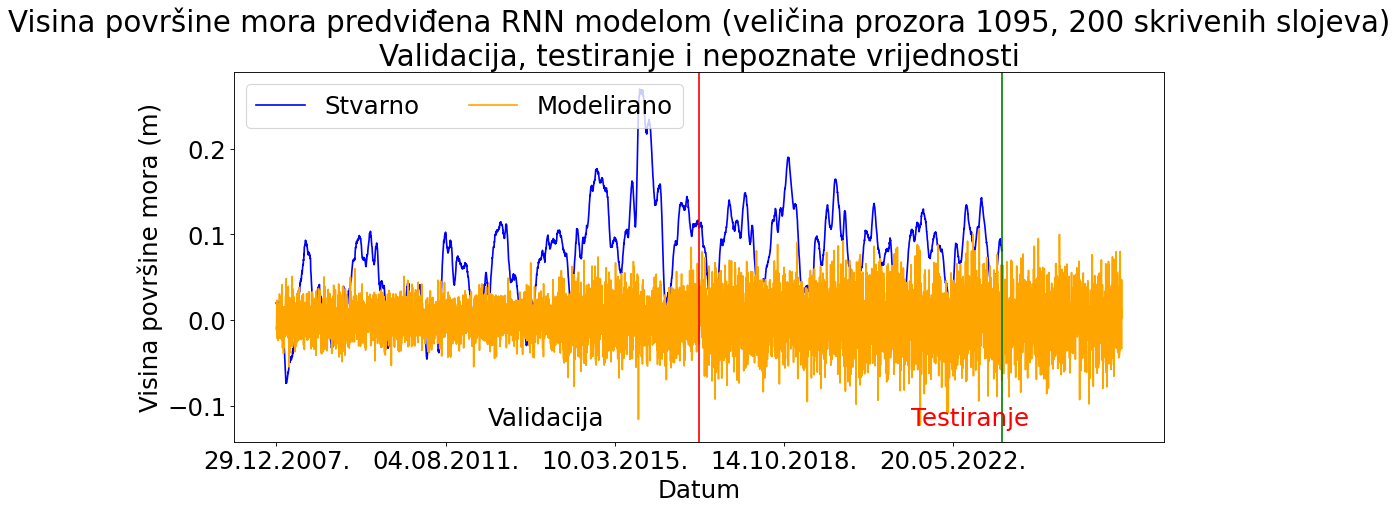 Visina površine mora predviđena RNN modelom (veličina prozora 1095, 200 skrivenih slojeva)
Validacija, testiranje i nepoznate vrijednosti
Stvarno Modelirano
Visina površine mora (m)
0.2
0.1
0.0
−0.1
Validacija Testiranje
29.12.2007. 04.08.2011. 10.03.2015. 14.10.2018. 20.05.2022.
Datum